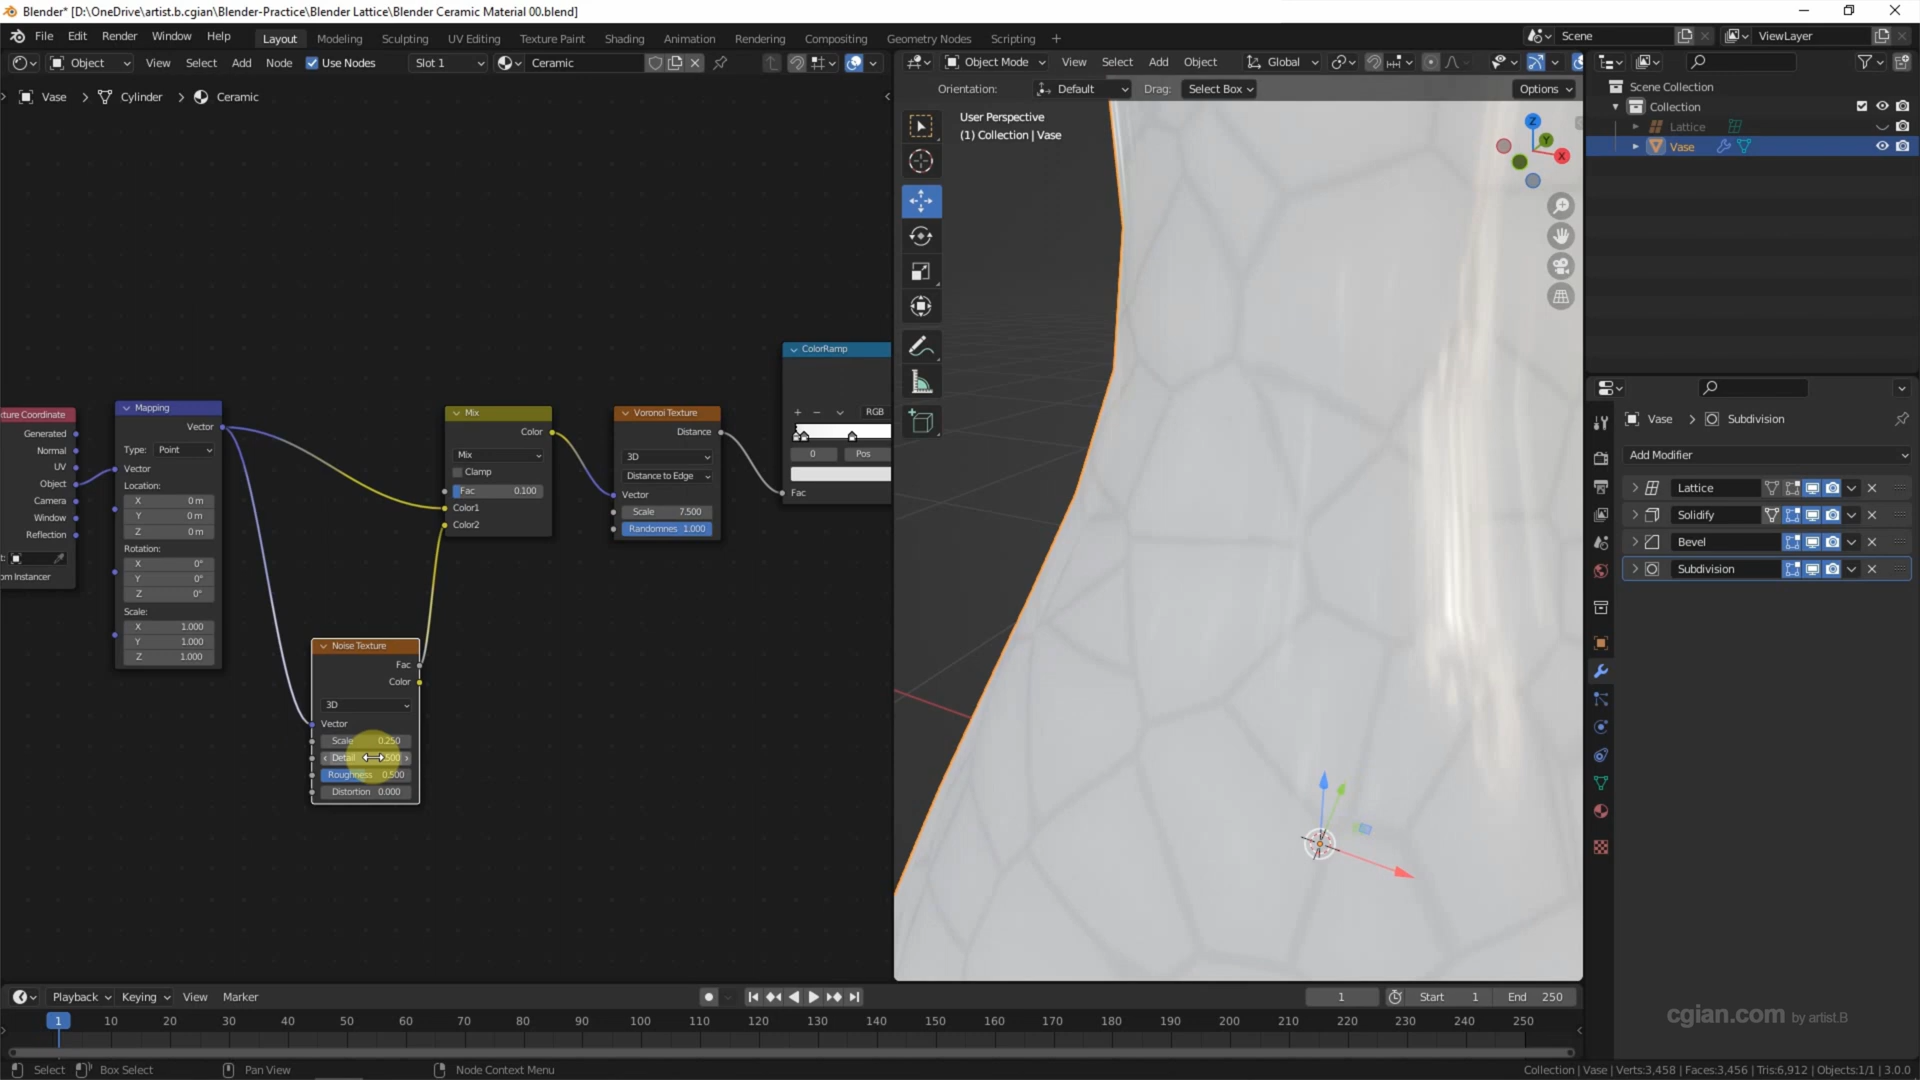 Blender* [D:\OneDrive\artist.b.cgian\Blender-Practice\Blender Lattice\Blender Ceramic Material 00.blend]
File Edit Render Window Help Layout Modeling Sculpting UV Editing Texture Paint Shading Animation Rendering Compositing Geometry Nodes Scripting + Scene ViewLayer
Object View Select Add Node Use Nodes Slot 1 Ceramic Object Mode View Select Add Object Global
Orientation: Default Drag: Select Box Options
Vase > Cylinder > Ceramic
User Perspective
(1) Collection | Vase
Z
Y
X
Scene Collection
Collection
Lattice
Vase
ColorRamp
+ − RGB
0 Pos
Fac
ture Coordinate
Generated
Normal
UV
Object
Camera
Window
Reflection
om Instancer
Mapping
Vector
Type: Point
Vector
Location:
X 0 m
Y 0 m
Z 0 m
Rotation:
X 0°
Y 0°
Z 0°
Scale:
X 1.000
Y 1.000
Z 1.000
Mix
Color
Mix
Clamp
Fac 0.100
Color1
Color2
Voronoi Texture
Distance
3D
Distance to Edge
Vector
Scale 7.500
Randomnes 1.000
Noise Texture
Fac
Color
3D
Vector
Scale 0.250
Detail
Roughness 0.500
Distortion 0.000
Vase > Subdivision
Add Modifier
Lattice
Solidify
Bevel
Subdivision
Playback Keying View Marker 1 Start 1 End 250
1 10 20 30 40 50 60 70 80 90 100 110 120 130 140 150 160 170 180 190 200 210 220 230 240 250
cgian.com by artist.B
Select Box Select Pan View Node Context Menu Collection | Vase | Verts:3,458 | Faces:3,456 | Tris:6,912 | Objects:1/1 | 3.0.0